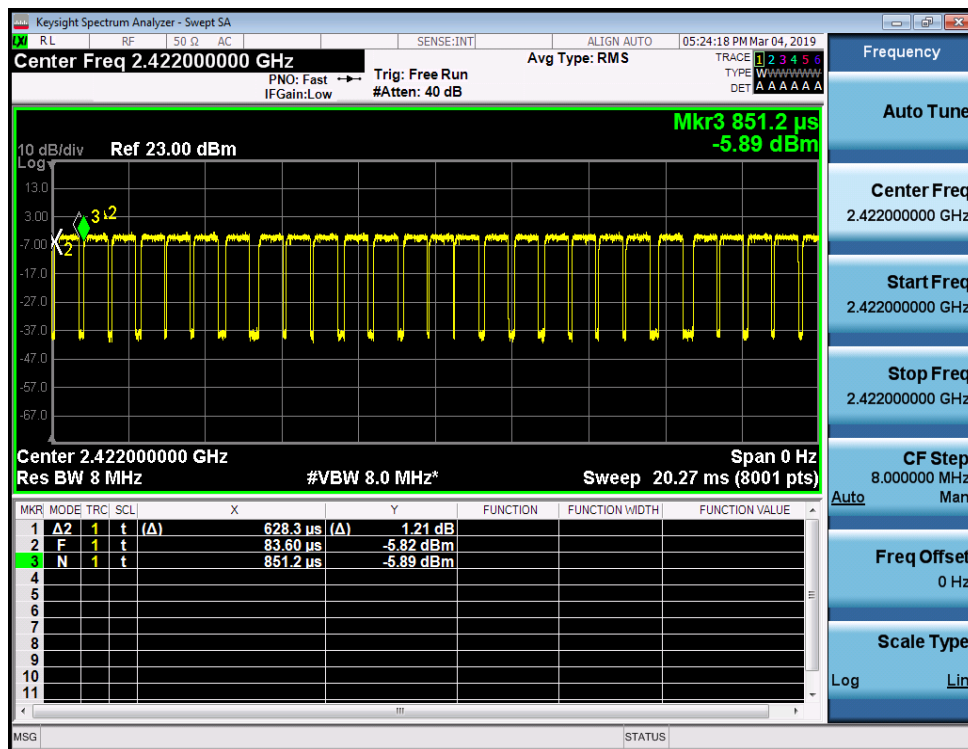 Keysight Spectrum Analyzer - Swept SA
LXI RL RF 50 Ω AC SENSE:INT ALIGN AUTO 05:24:18 PM Mar 04, 2019
Center Freq 2.422000000 GHz
PNO: Fast
IFGain:Low
Trig: Free Run
#Atten: 40 dB
Avg Type: RMS
TRACE 1 2 3 4 5 6
TYPE W W W W W W
DET A A A A A A
Mkr3 851.2 µs
-5.89 dBm
10 dB/div Ref 23.00 dBm
Log
13.0
3.00
-7.00
-17.0
-27.0
-37.0
-47.0
-57.0
-67.0
3 2
2
Center 2.422000000 GHz Span 0 Hz
Res BW 8 MHz #VBW 8.0 MHz* Sweep 20.27 ms (8001 pts)
MKR MODE TRC SCL X Y FUNCTION FUNCTION WIDTH FUNCTION VALUE
1 Δ2 1 t (Δ) 628.3 µs (Δ) 1.21 dB
2 F 1 t 83.60 µs -5.82 dBm
3 N 1 t 851.2 µs -5.89 dBm
4
5
6
7
8
9
10
11
MSG STATUS
Frequency
Auto Tune
Center Freq
2.422000000 GHz
Start Freq
2.422000000 GHz
Stop Freq
2.422000000 GHz
CF Step
8.000000 MHz
Auto Man
Freq Offset
0 Hz
Scale Type
Log Lin